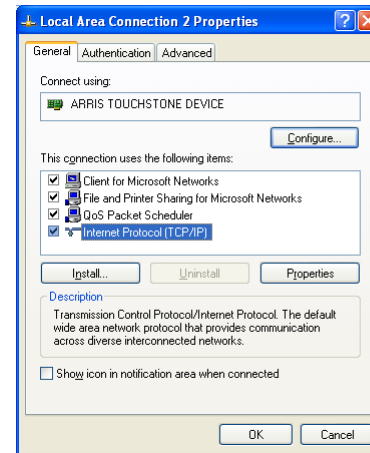 Local Area Connection 2 Properties
General Authentication Advanced
Connect using:
ARRIS TOUCHSTONE DEVICE
Configure...
This connection uses the following items:
Client for Microsoft Networks
File and Printer Sharing for Microsoft Networks
QoS Packet Scheduler
Internet Protocol (TCP/IP)
Install... Uninstall Properties
Description
Transmission Control Protocol/Internet Protocol. The default
wide area network protocol that provides communication
across diverse interconnected networks.
Show icon in notification area when connected
OK Cancel